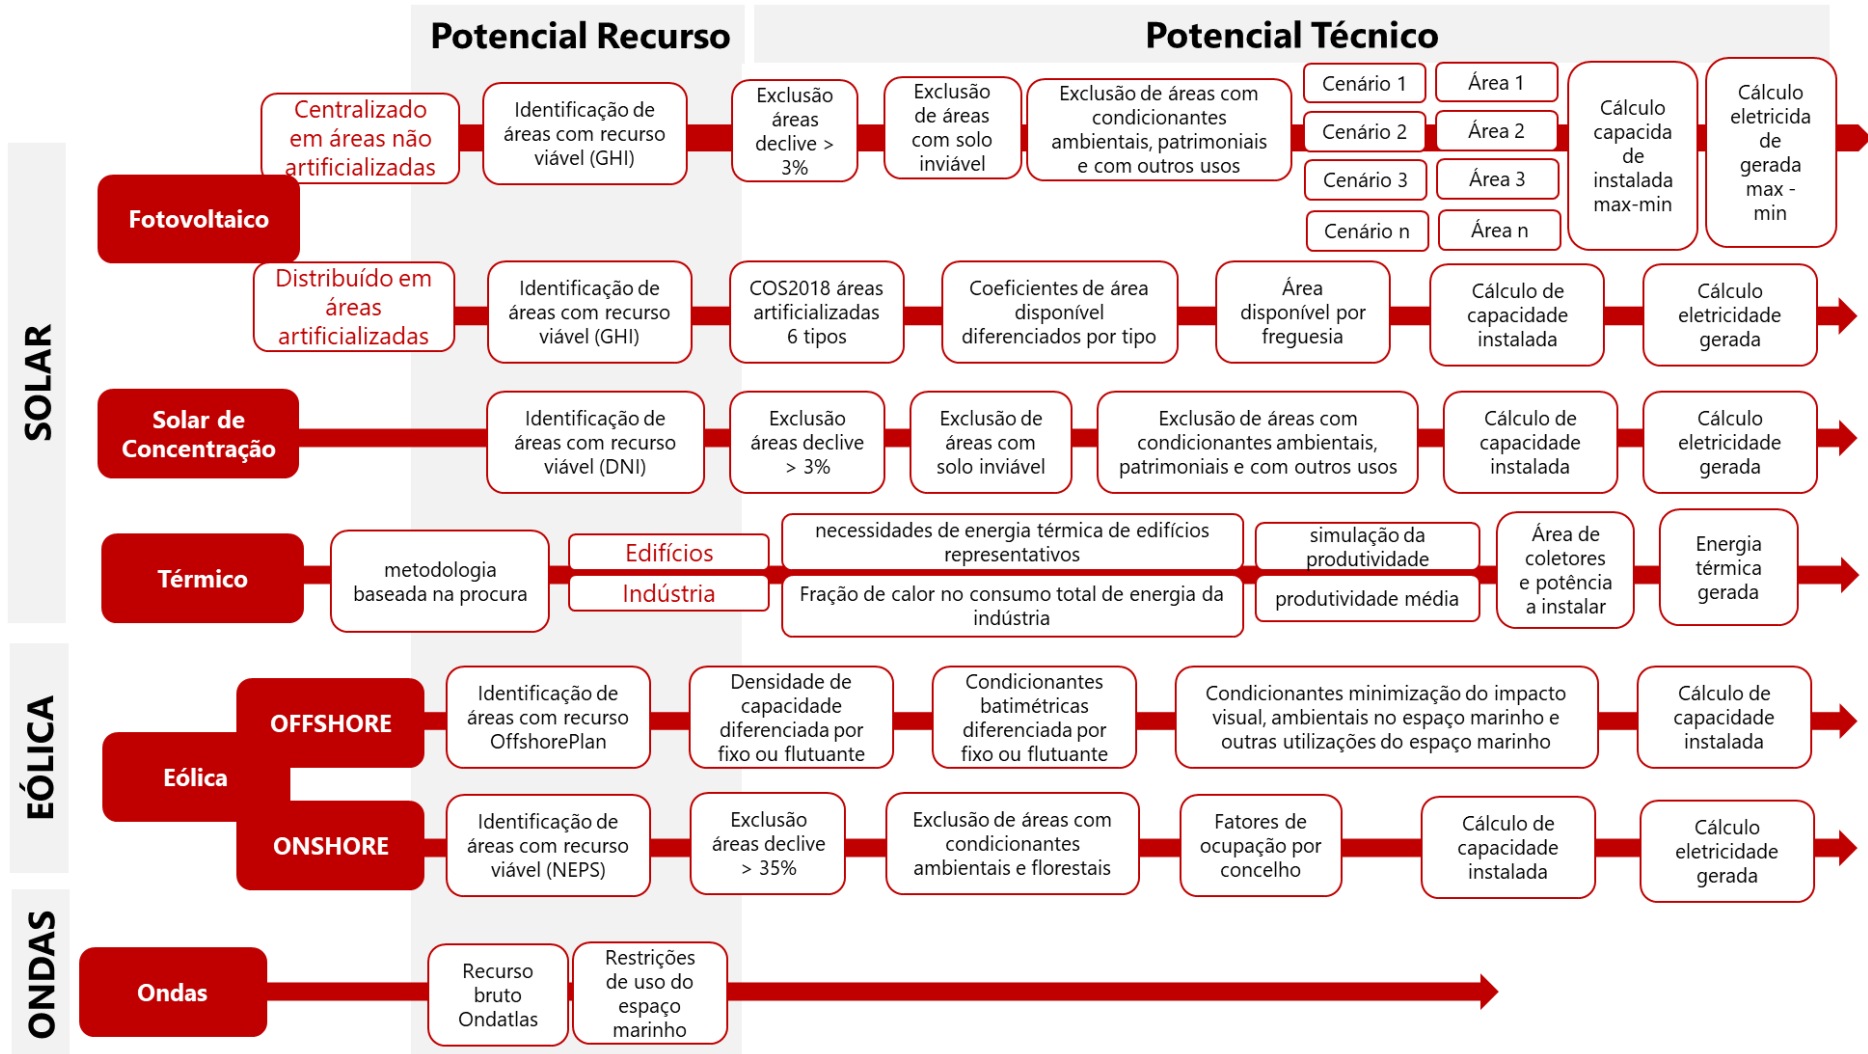 Potencial Recurso
Potencial Técnico
SOLAR
Fotovoltaico
Centralizado
em áreas não
artificializadas
Identificação de
áreas com recurso
viável (GHI)
Exclusão
áreas
declive >
3%
Exclusão
de áreas
com solo
inviável
Exclusão de áreas com
condicionantes
ambientais, patrimoniais
e com outros usos
Cenário 1
Área 1
Cenário 2
Área 2
Cenário 3
Área 3
Cenário n
Área n
Cálculo
capacida
de
instalada
max-min
Cálculo
eletricida
de
gerada
max -
min
Distribuído em
áreas
artificializadas
Identificação de
áreas com recurso
viável (GHI)
COS2018 áreas
artificializadas
6 tipos
Coeficientes de área
disponível
diferenciados por tipo
Área
disponível por
freguesia
Cálculo de
capacidade
instalada
Cálculo
eletricidade
gerada
Solar de
Concentração
Identificação de
áreas com recurso
viável (DNI)
Exclusão
áreas declive
> 3%
Exclusão de
áreas com
solo inviável
Exclusão de áreas com
condicionantes ambientais,
patrimoniais e com outros usos
Cálculo de
capacidade
instalada
Cálculo
eletricidade
gerada
Térmico
metodologia
baseada na procura
Edifícios
Indústria
necessidades de energia térmica de edifícios
representativos
Fração de calor no consumo total de energia da
indústria
simulação da
produtividade
produtividade média
Área de
coletores
e potência
a instalar
Energia
térmica
gerada
EÓLICA
Eólica
OFFSHORE
Identificação de
áreas com recurso
OffshorePlan
Densidade de
capacidade
diferenciada por
fixo ou flutuante
Condicionantes
batimétricas
diferenciada por
fixo ou flutuante
Condicionantes minimização do impacto
visual, ambientais no espaço marinho e
outras utilizações do espaço marinho
Cálculo de
capacidade
instalada
ONSHORE
Identificação de
áreas com recurso
viável (NEPS)
Exclusão
áreas declive
> 35%
Exclusão de áreas com
condicionantes
ambientais e florestais
Fatores de
ocupação por
concelho
Cálculo de
capacidade
instalada
Cálculo
eletricidade
gerada
ONDAS
Ondas
Recurso
bruto
Ondatlas
Restrições
de uso do
espaço
marinho